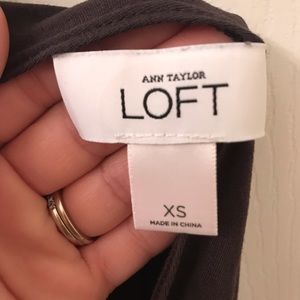 ANN TAYLOR
LOFT
XS
MADE IN CHINA